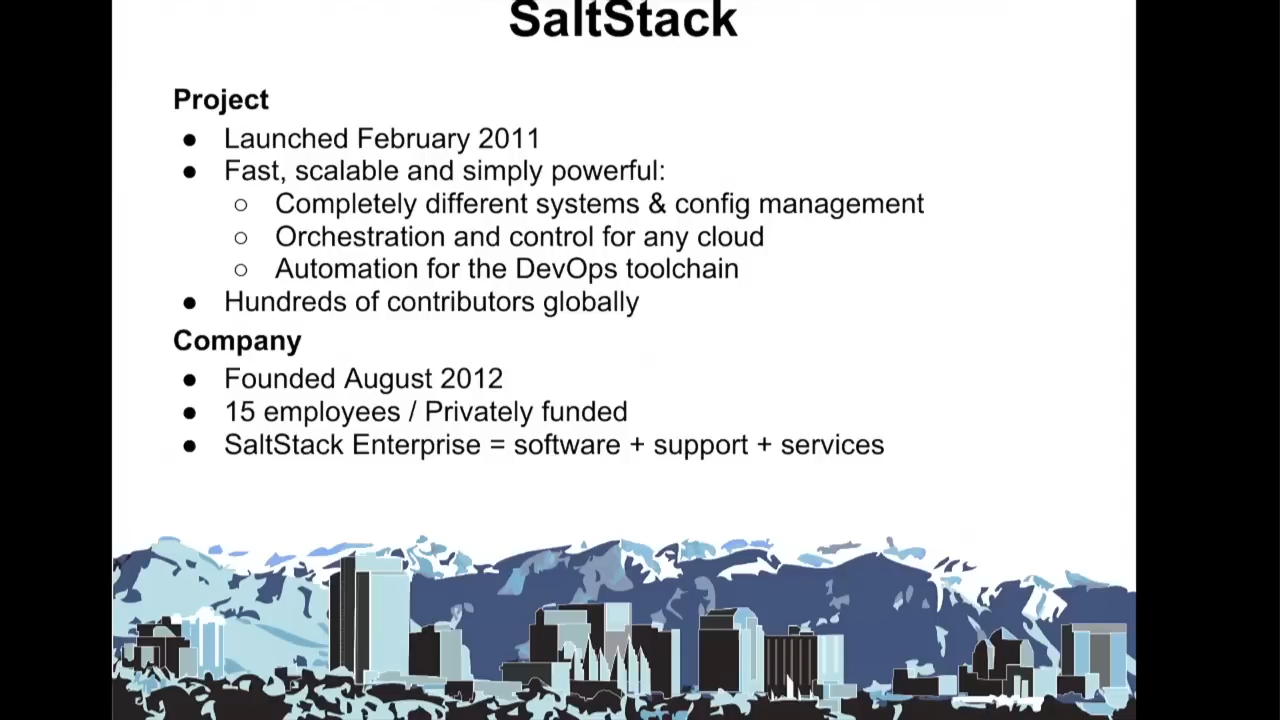 SaltStack
Project
● Launched February 2011
● Fast, scalable and simply powerful:
○ Completely different systems & config management
○ Orchestration and control for any cloud
○ Automation for the DevOps toolchain
● Hundreds of contributors globally
Company
● Founded August 2012
● 15 employees / Privately funded
● SaltStack Enterprise = software + support + services